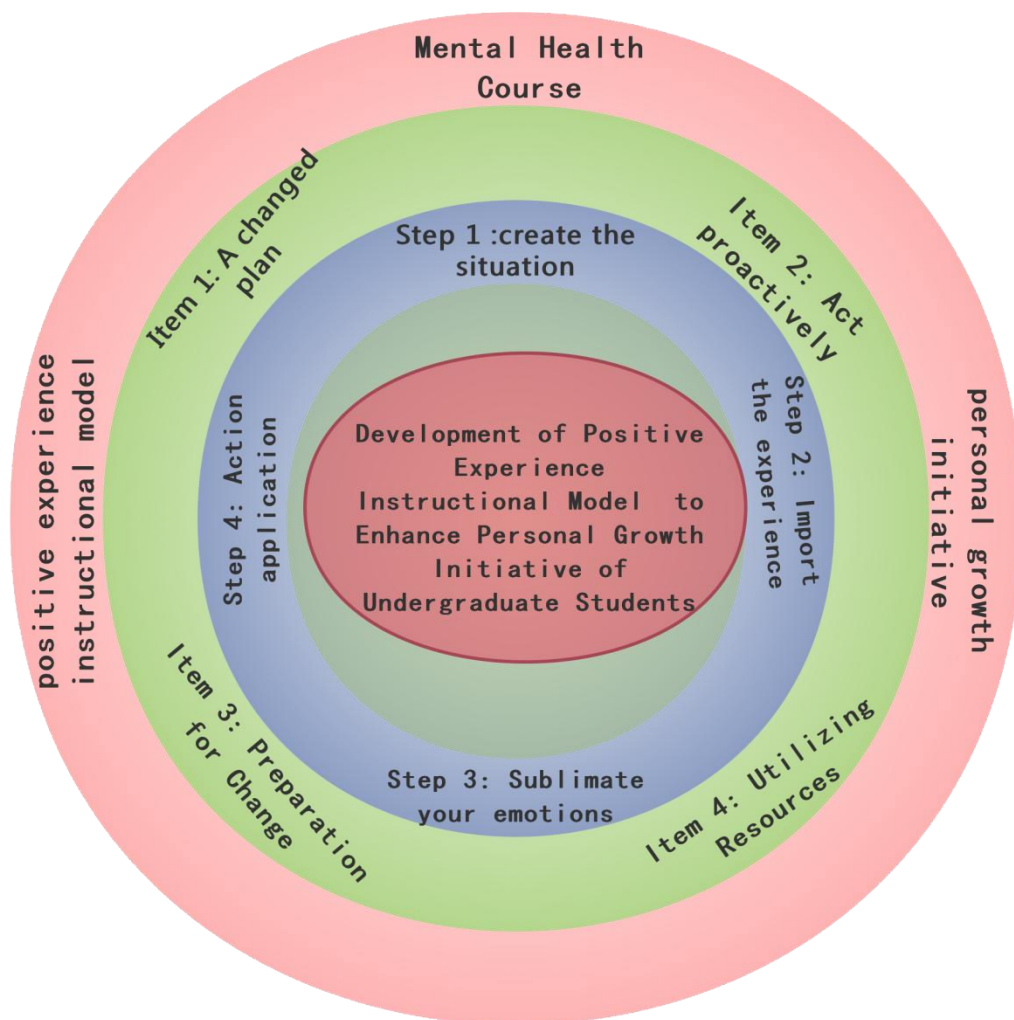 Mental Health
Course
Item 1: A changed
plan
Item 2: Act
proactively
Step 1 :create the
situation
positive experience
instructional model
Step 4: Action
application
Development of Positive
Experience
Instructional Model to
Enhance Personal Growth
Initiative of
Undergraduate Students
Step 2: Import
the experience
personal growth
initiative
Item 3: Preparation
for Change
Step 3: Sublimate
your emotions
Item 4: Utilizing
Resources